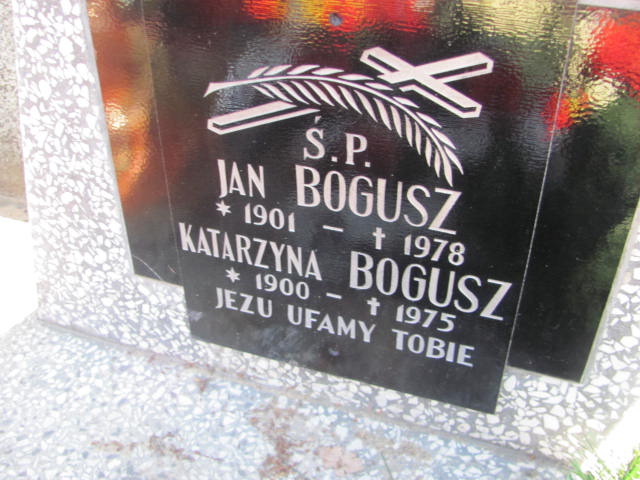 Ś.P.
JAN BOGUSZ
* 1901 – † 1978
KATARZYNA BOGUSZ
* 1900 – † 1975
JEZU UFAMY TOBIE